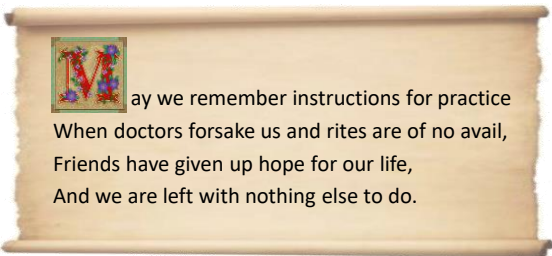 May we remember instructions for practice
When doctors forsake us and rites are of no avail,
Friends have given up hope for our life,
And we are left with nothing else to do.